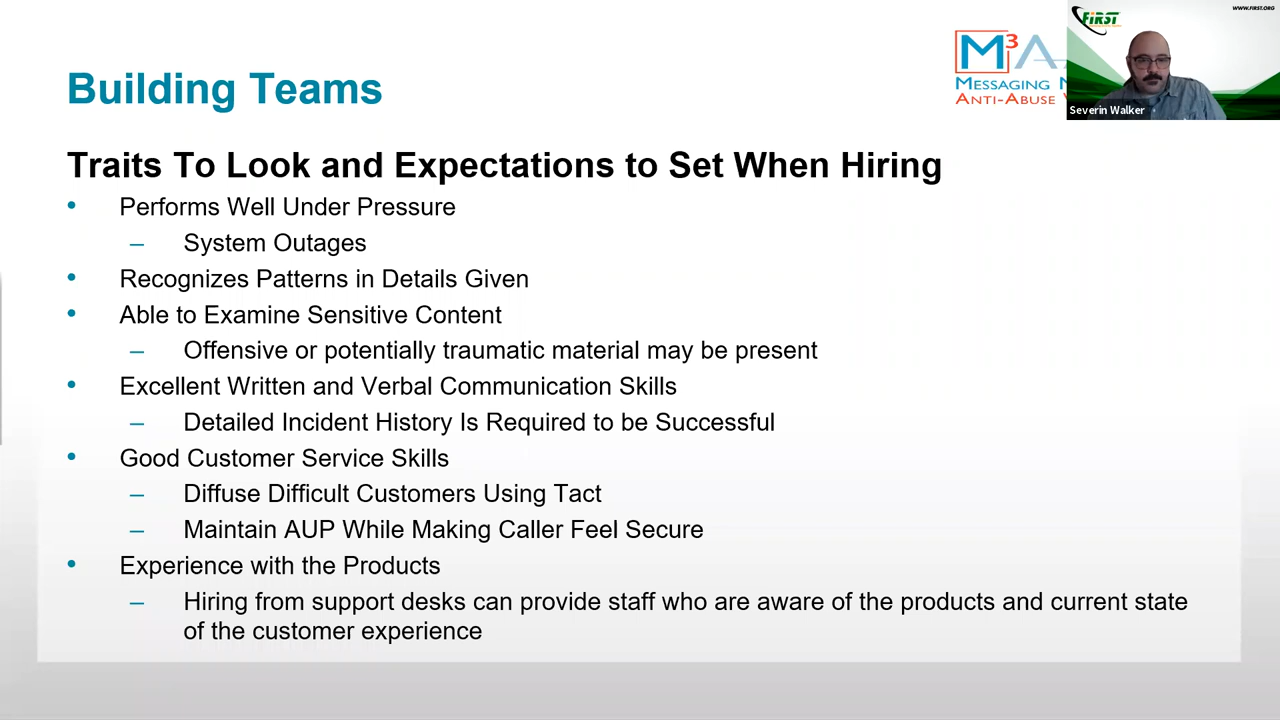 Building Teams
M3AA
MESSAGING
ANTI-ABUSE
FIRST
WWW.FIRST.ORG
Severin Walker
Traits To Look and Expectations to Set When Hiring
• Performs Well Under Pressure
– System Outages
• Recognizes Patterns in Details Given
• Able to Examine Sensitive Content
– Offensive or potentially traumatic material may be present
• Excellent Written and Verbal Communication Skills
– Detailed Incident History Is Required to be Successful
• Good Customer Service Skills
– Diffuse Difficult Customers Using Tact
– Maintain AUP While Making Caller Feel Secure
• Experience with the Products
– Hiring from support desks can provide staff who are aware of the products and current state
of the customer experience